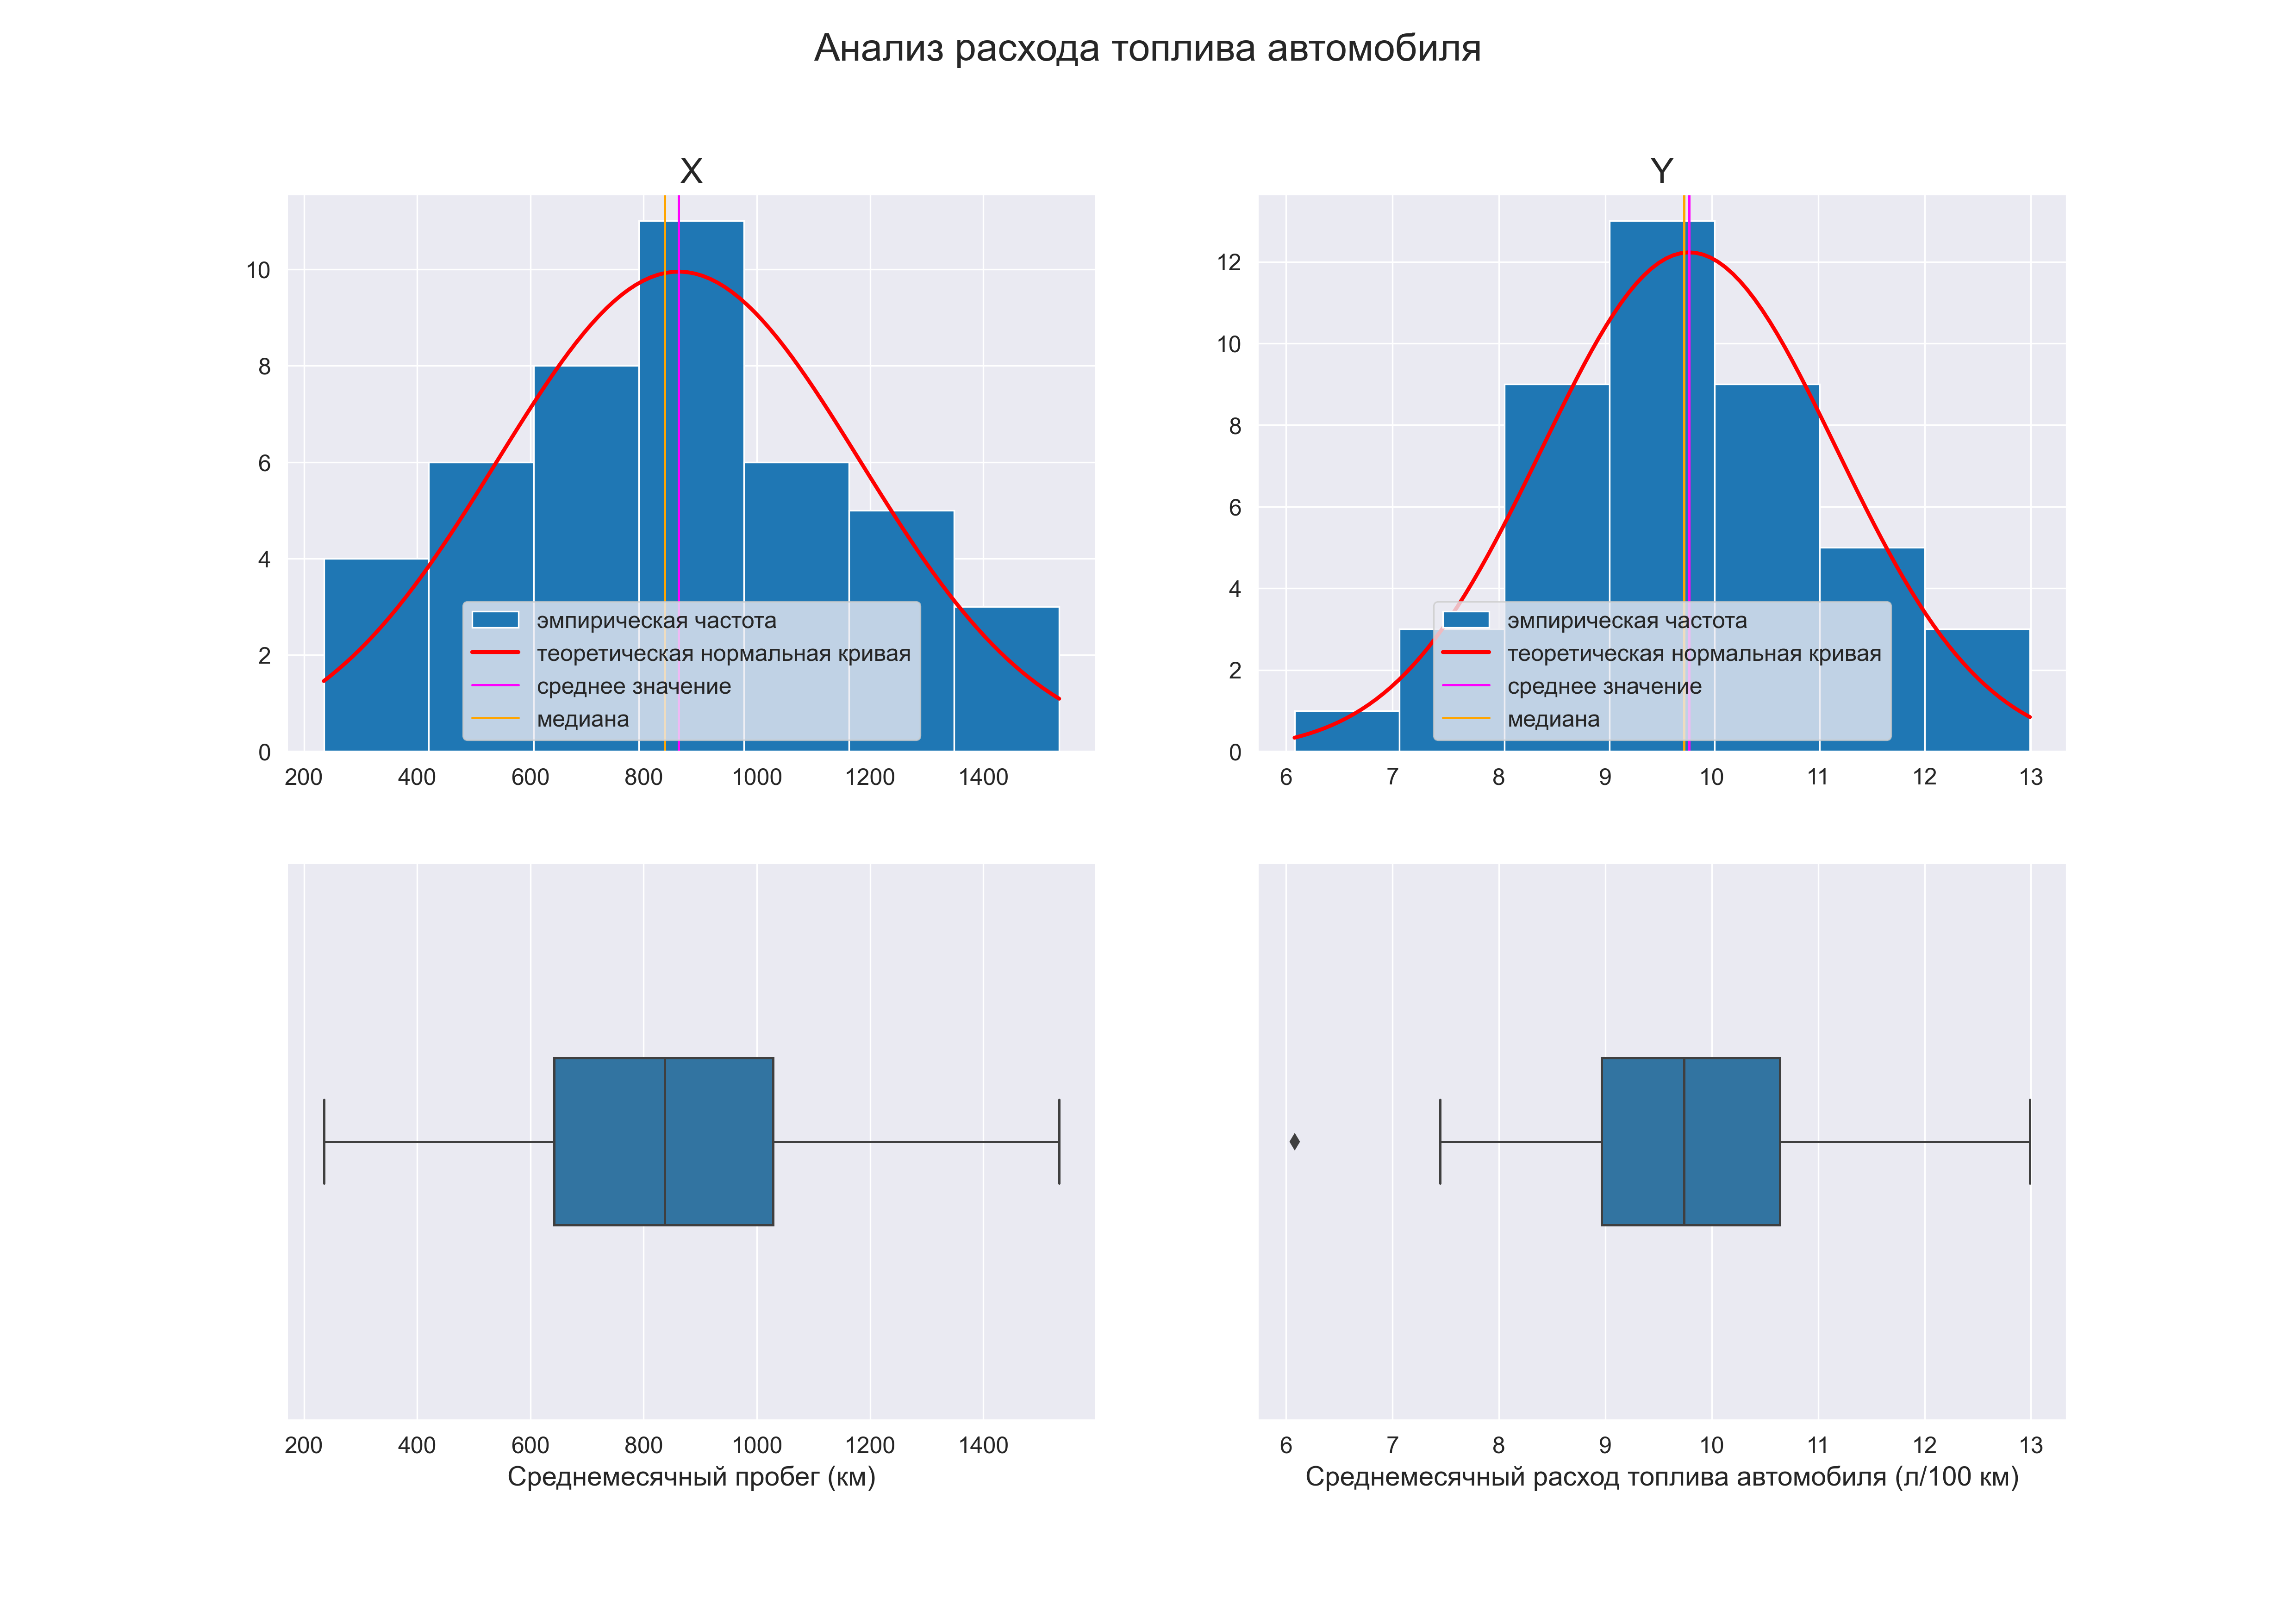 Анализ расхода топлива автомобиля
X
10
8
6
4
2
0
200 400 600 800 1000 1200 1400
эмпирическая частота
теоретическая нормальная кривая
среднее значение
медиана
Y
12
10
8
6
4
2
0
6 7 8 9 10 11 12 13
эмпирическая частота
теоретическая нормальная кривая
среднее значение
медиана
200 400 600 800 1000 1200 1400
Среднемесячный пробег (км)
6 7 8 9 10 11 12 13
Среднемесячный расход топлива автомобиля (л/100 км)